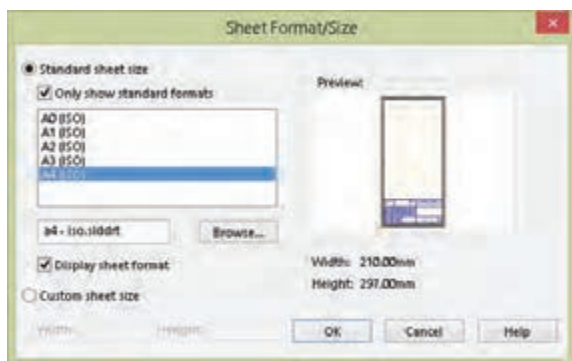 Sheet Format/Size
Standard sheet size
Only show standard formats
A0 (ISO)
A1 (ISO)
A2 (ISO)
A3 (ISO)
A4 (ISO)
a4 - iso.slddrt
Browse...
Display sheet format
Custom sheet size
Width:
Height:
Preview:
Width: 210.00mm
Height: 297.00mm
OK
Cancel
Help